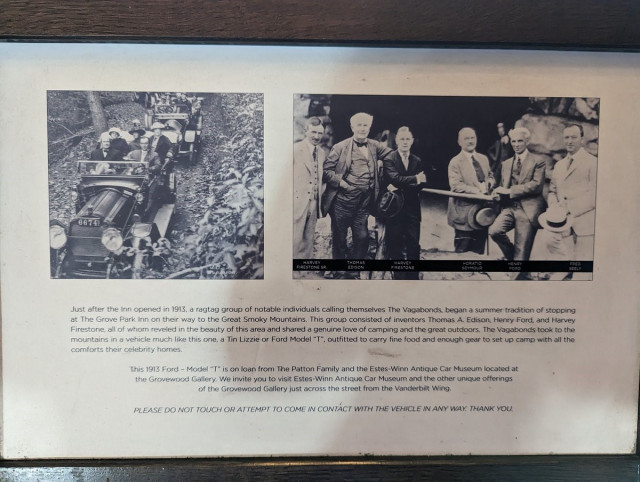 66741
HARVEY THOMAS HARVEY HORATIO HENRY FRED
FIRESTONE SR EDISON FIRESTONE SEYMOUR FORD SEELY
Just after the Inn opened in 1913, a ragtag group of notable individuals calling themselves The Vagabonds, began a summer tradition of stopping
at The Grove Park Inn on their way to the Great Smoky Mountains. This group consisted of inventors Thomas A. Edison, Henry Ford, and Harvey
Firestone, all of whom reveled in the beauty of this area and shared a genuine love of camping and the great outdoors. The Vagabonds took to the
mountains in a vehicle much like this one, a Tin Lizzie or Ford Model "T", outfitted to carry fine food and enough gear to set up camp with all the
comforts their celebrity homes.
This 1913 Ford – Model "T" is on loan from The Patton Family and the Estes-Winn Antique Car Museum located at
the Grovewood Gallery. We invite you to visit Estes-Winn Antique Car Museum and the other unique offerings
of the Grovewood Gallery just across the street from the Vanderbilt Wing.
PLEASE DO NOT TOUCH OR ATTEMPT TO COME IN CONTACT WITH THE VEHICLE IN ANY WAY. THANK YOU.